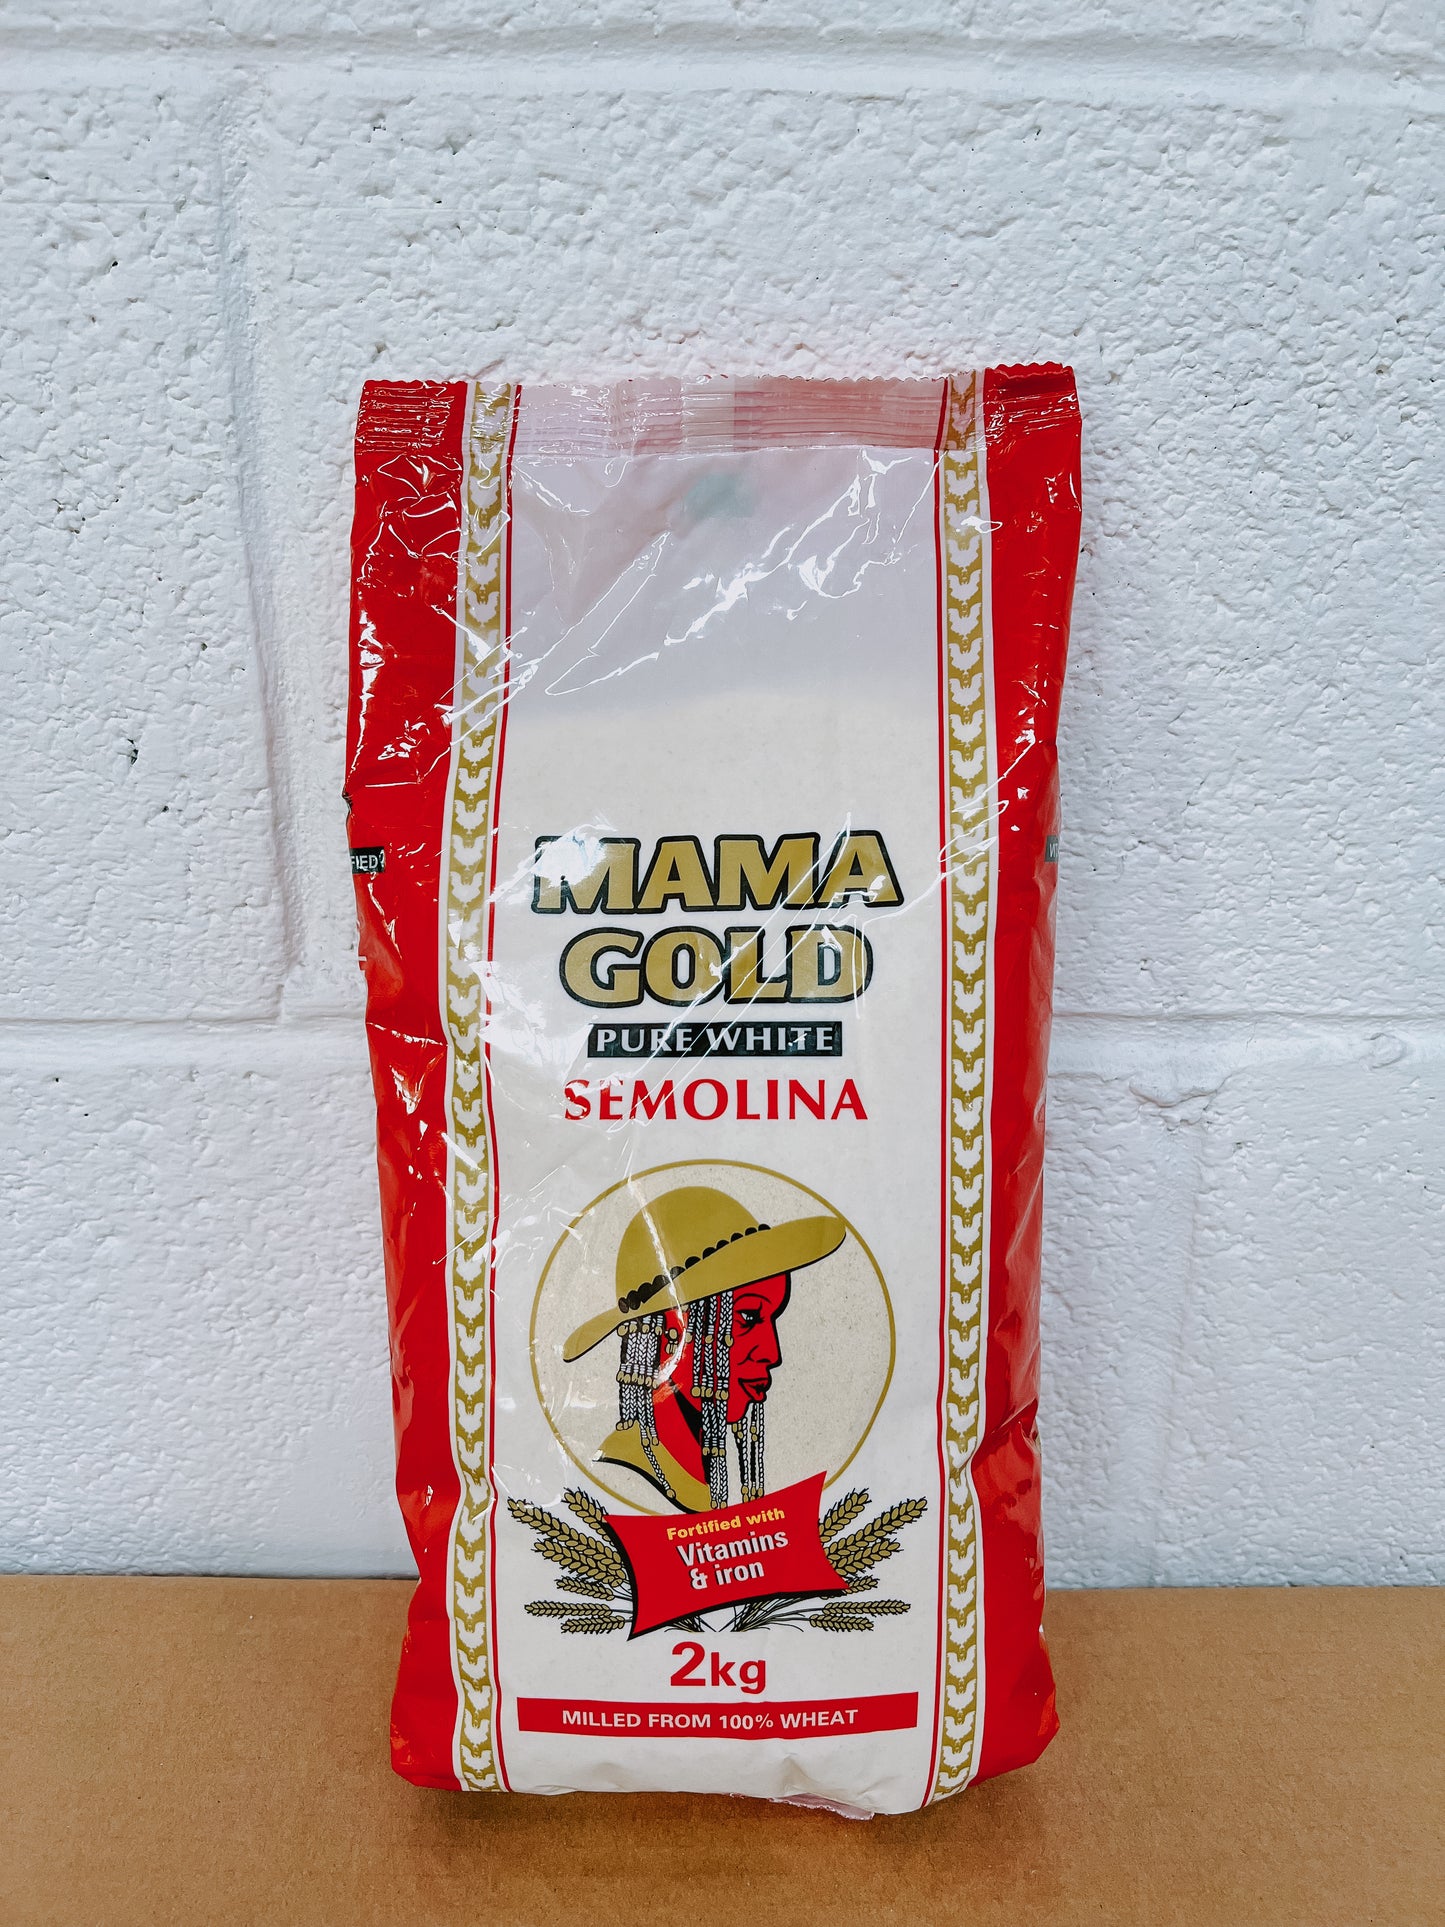 MAMA
GOLD
PURE WHITE
SEMOLINA
Fortified with
Vitamins
& iron
2kg
MILLED FROM 100% WHEAT